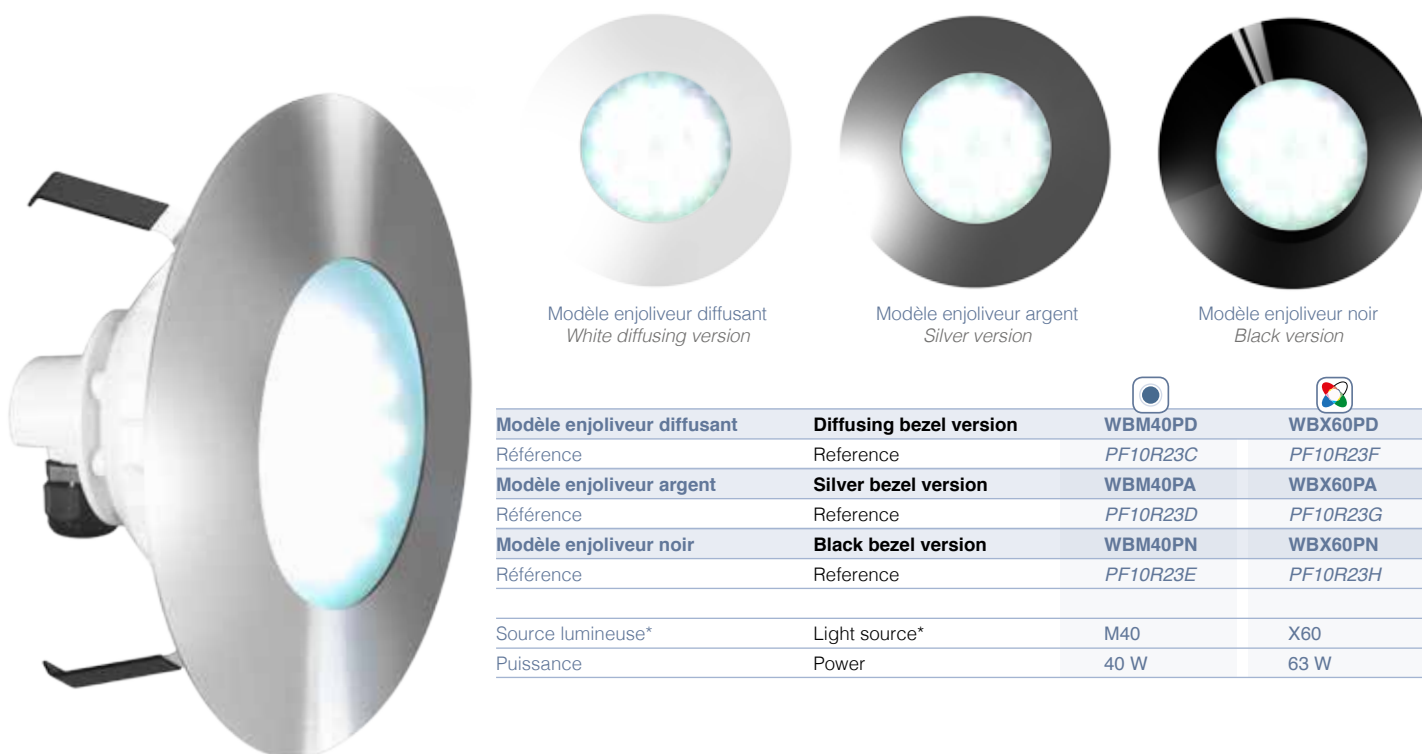 Modèle enjoliveur diffusant
White diffusing version
Modèle enjoliveur argent
Silver version
Modèle enjoliveur noir
Black version
Modèle enjoliveur diffusant Diffusing bezel version WBM40PD WBX60PD
Référence Reference PF10R23C PF10R23F
Modèle enjoliveur argent Silver bezel version WBM40PA WBX60PA
Référence Reference PF10R23D PF10R23G
Modèle enjoliveur noir Black bezel version WBM40PN WBX60PN
Référence Reference PF10R23E PF10R23H
Source lumineuse* Light source* M40 X60
Puissance Power 40 W 63 W